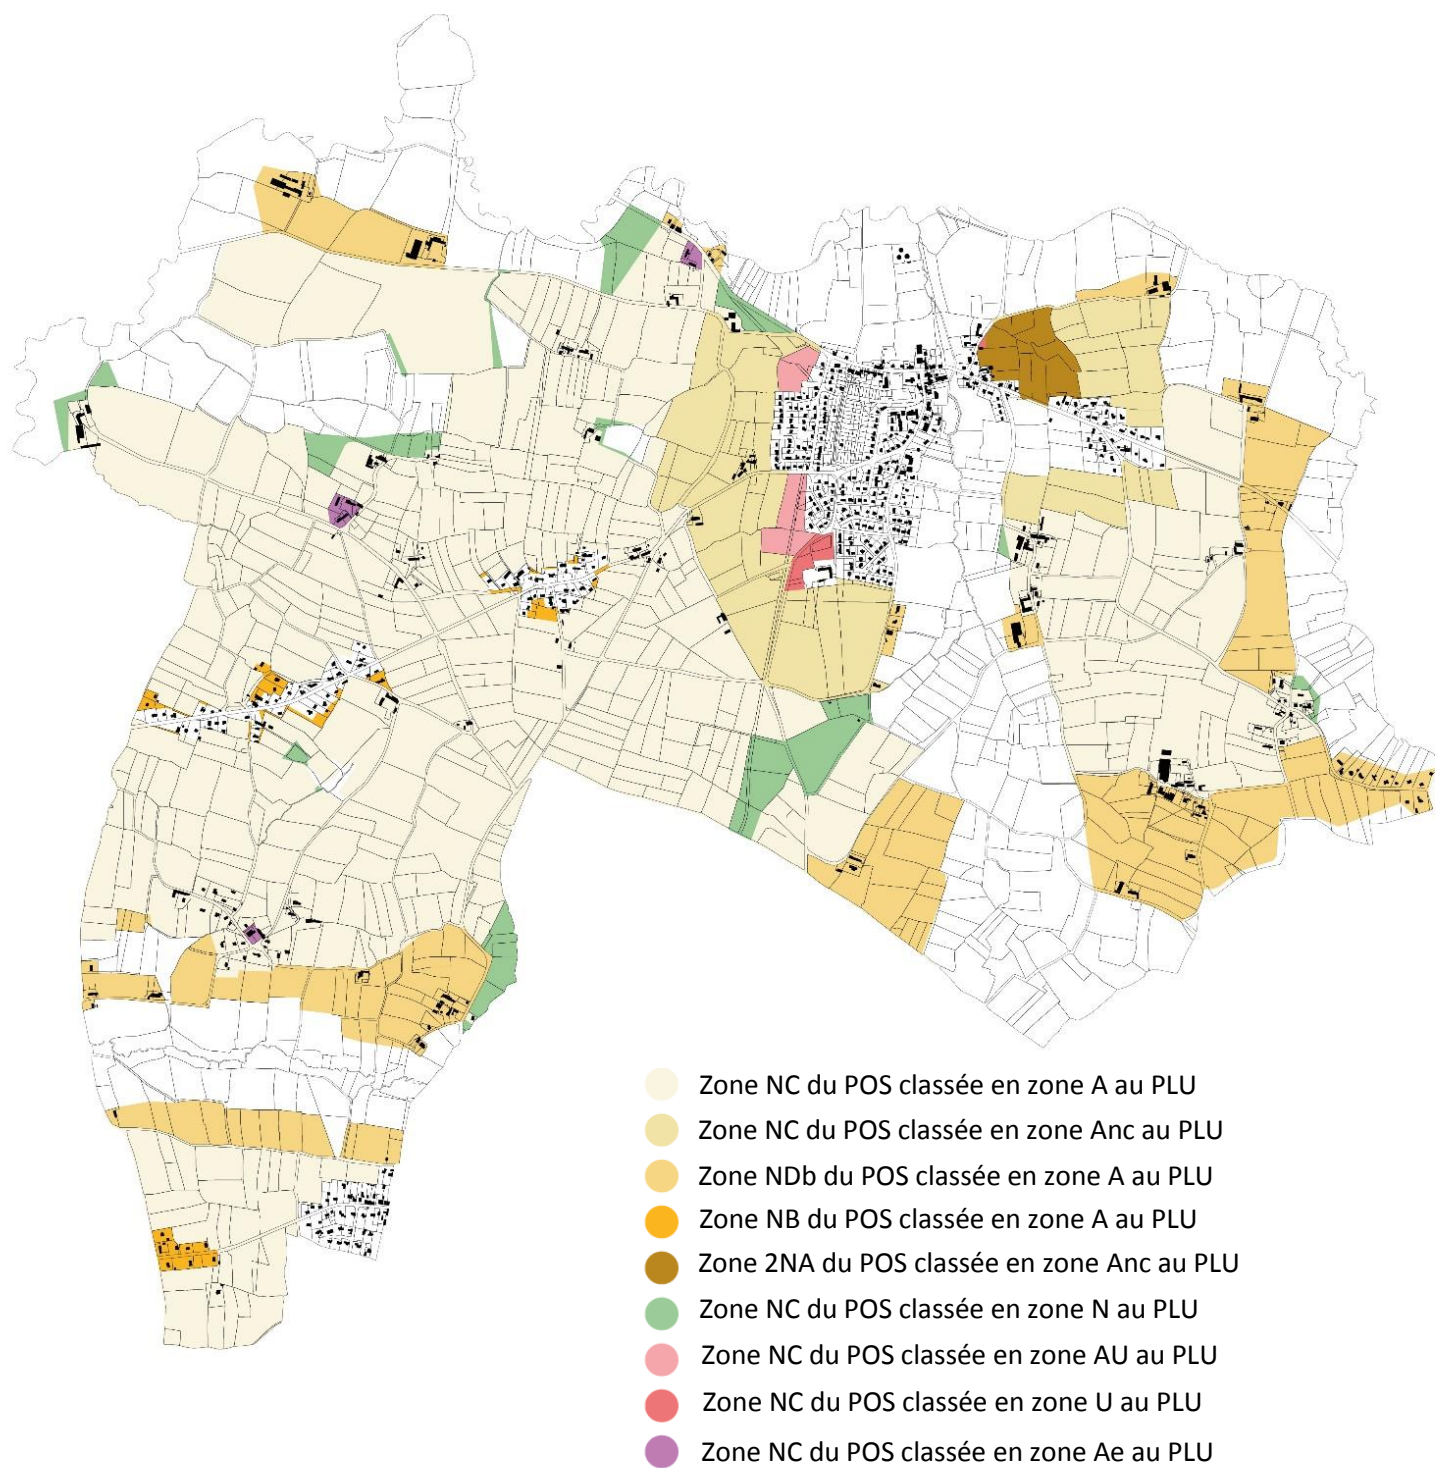 Zone NC du POS classée en zone A au PLU
Zone NC du POS classée en zone Anc au PLU
Zone NDb du POS classée en zone A au PLU
Zone NB du POS classée en zone A au PLU
Zone 2NA du POS classée en zone Anc au PLU
Zone NC du POS classée en zone N au PLU
Zone NC du POS classée en zone AU au PLU
Zone NC du POS classée en zone U au PLU
Zone NC du POS classée en zone Ae au PLU